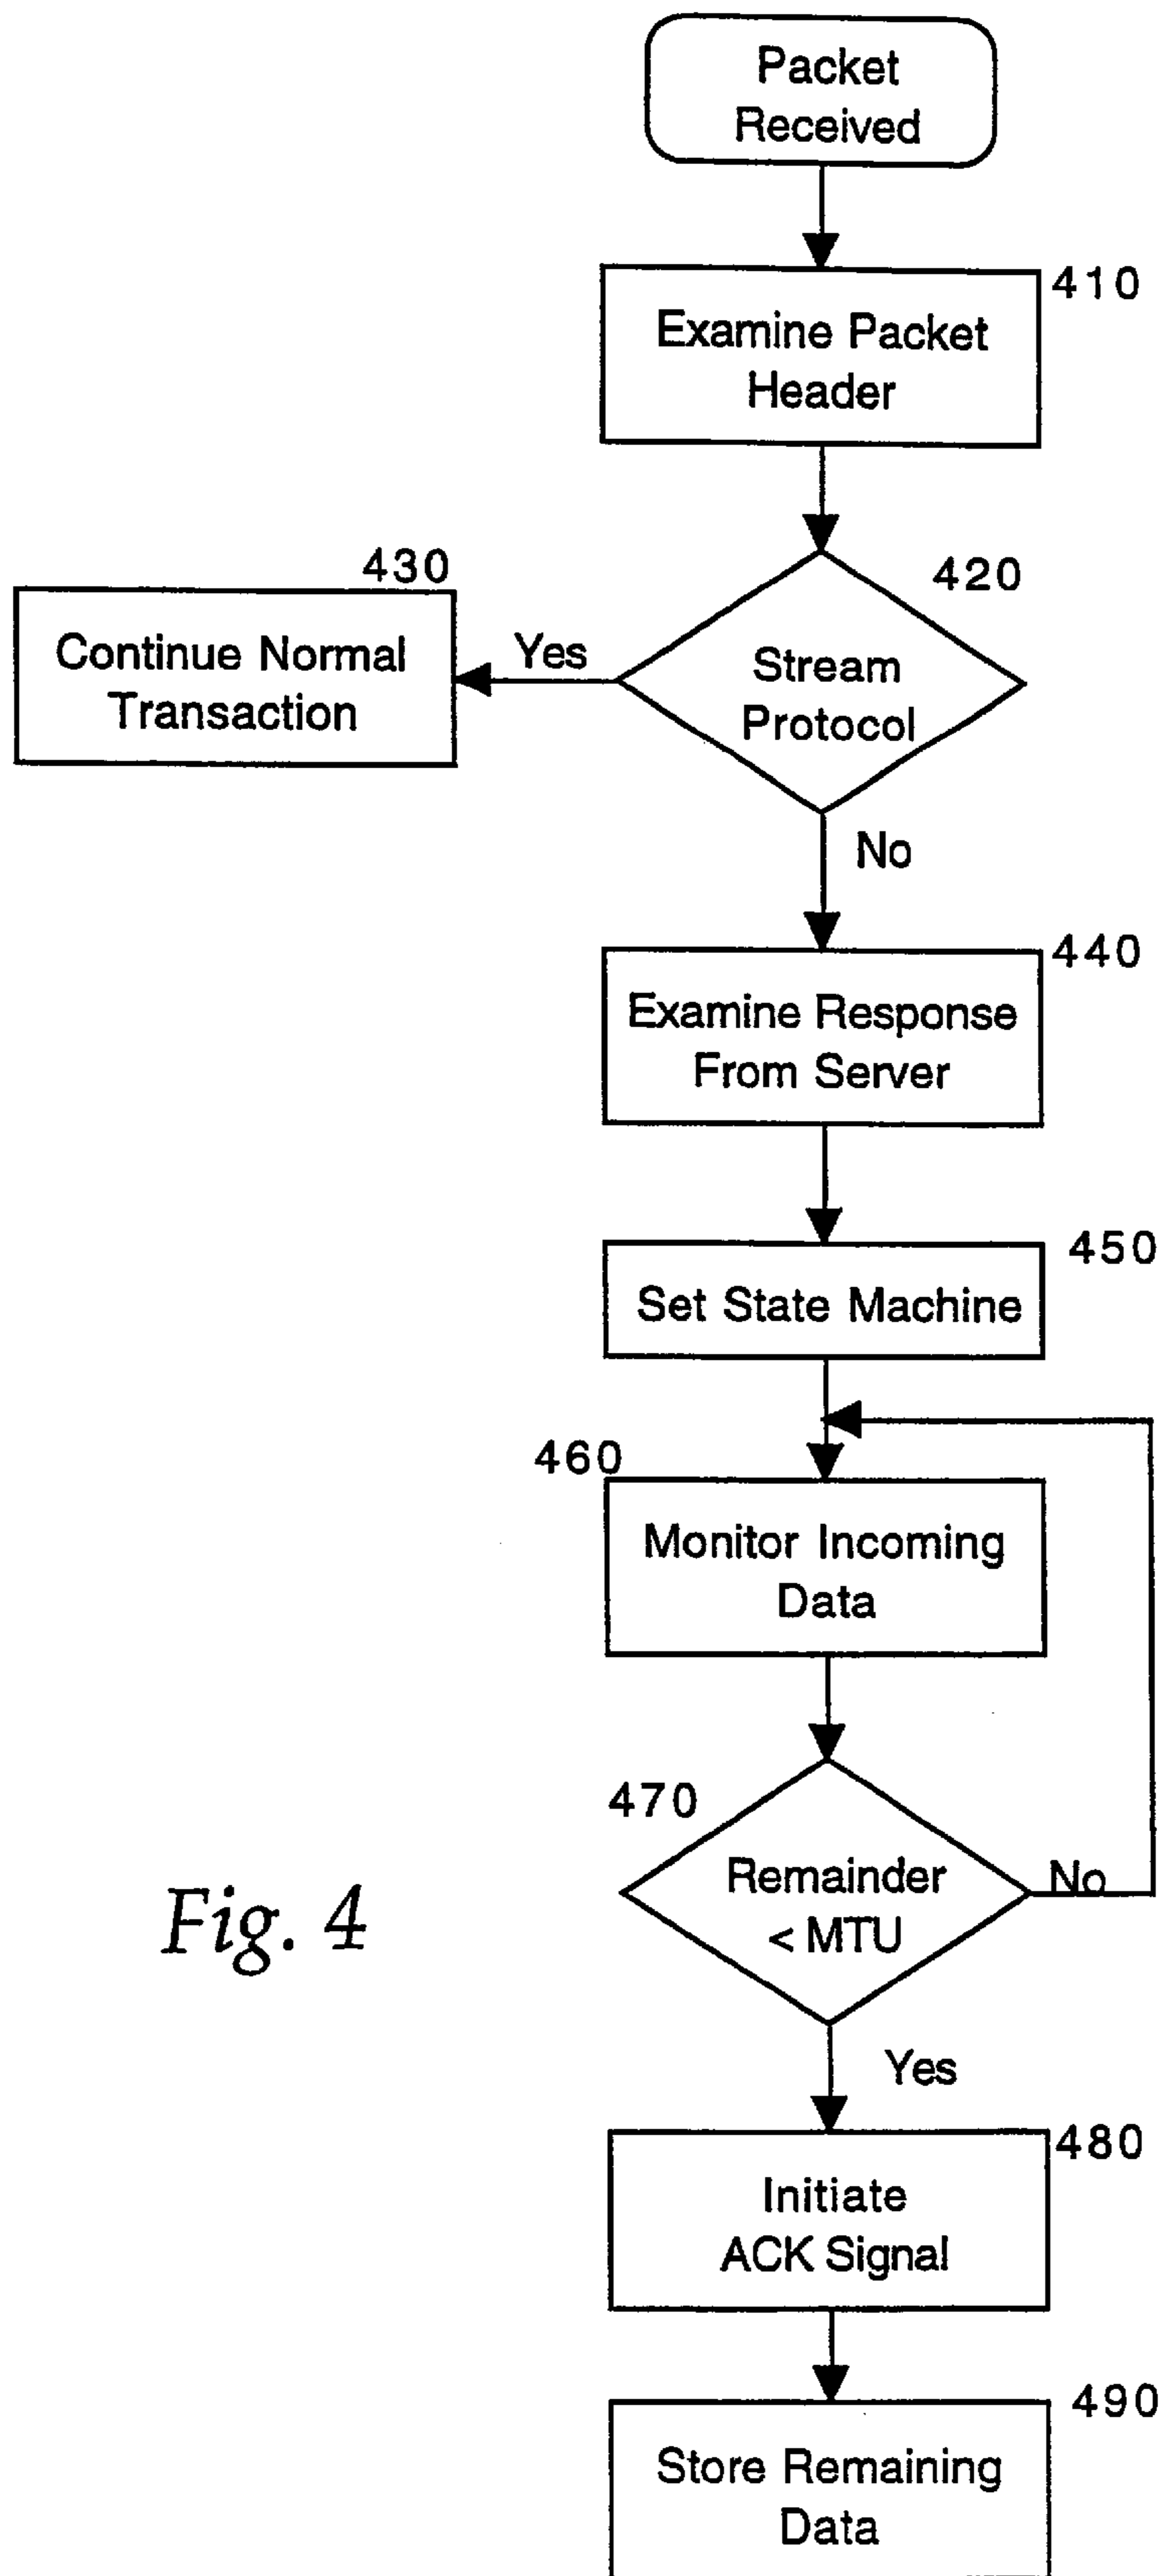 Packet
Received
410
Examine Packet
Header
420
Stream
Protocol
Yes
430
Continue Normal
Transaction
No
440
Examine Response
From Server
450
Set State Machine
460
Monitor Incoming
Data
470
Remainder
< MTU
No
Yes
Fig. 4
480
Initiate
ACK Signal
490
Store Remaining
Data